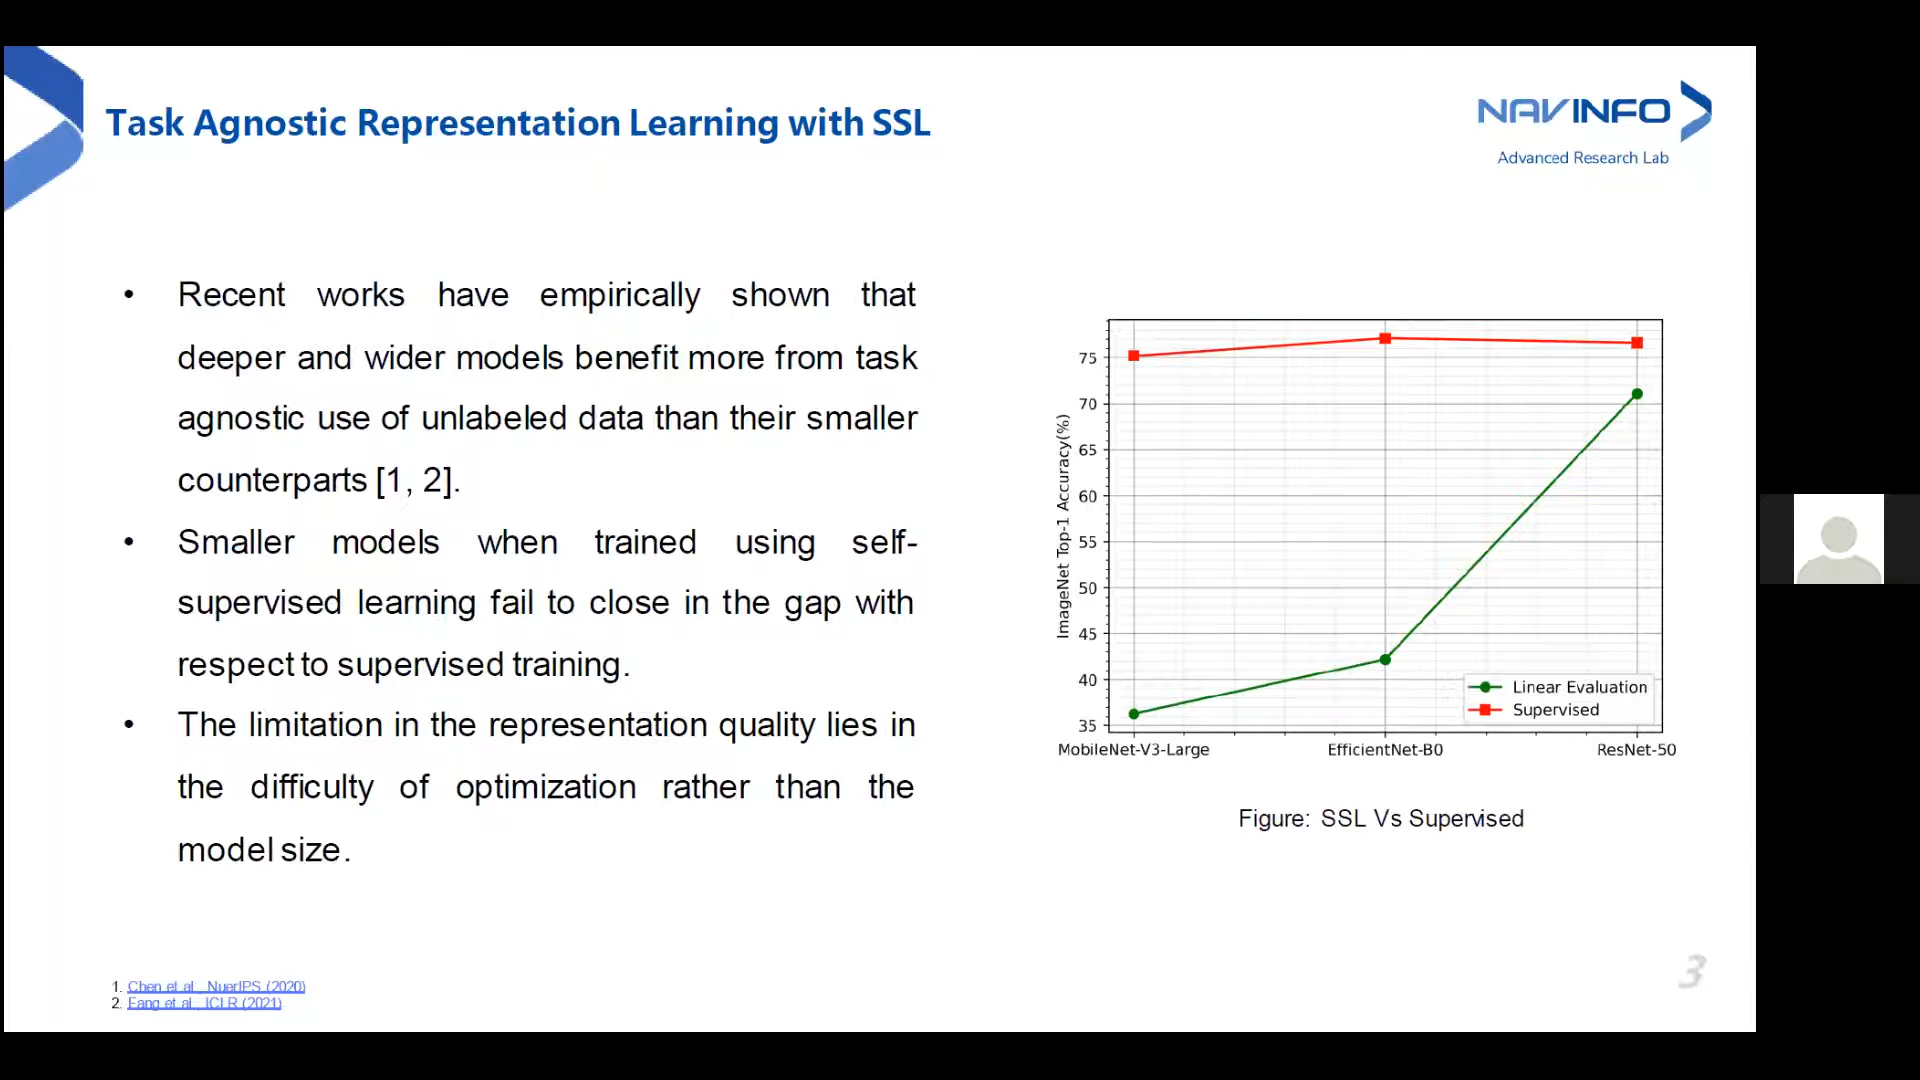 Task Agnostic Representation Learning with SSL
NAVINFO
Advanced Research Lab
• Recent works have empirically shown that
deeper and wider models benefit more from task
agnostic use of unlabeled data than their smaller
counterparts [1, 2].
• Smaller models when trained using self-
supervised learning fail to close in the gap with
respect to supervised training.
• The limitation in the representation quality lies in
the difficulty of optimization rather than the
model size.
ImageNet Top-1 Accuracy(%)
75
70
65
60
55
50
45
40
35
Linear Evaluation
Supervised
MobileNet-V3-Large EfficientNet-B0 ResNet-50
Figure: SSL Vs Supervised
1. Chen et al., NuerIPS (2020)
2. Fang et al., ICLR (2021)
3